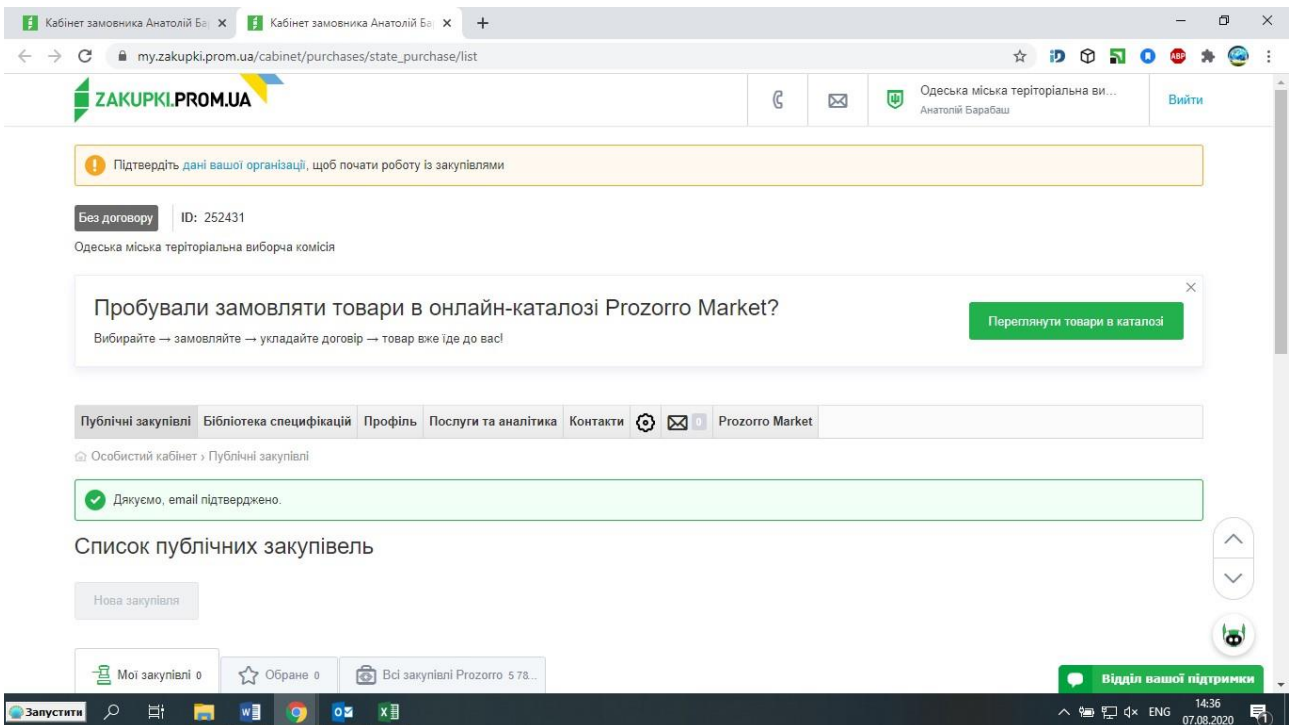 Кабінет замовника Анатолій Ба
Кабінет замовника Анатолій Ба
my.zakupki.prom.ua/cabinet/purchases/state_purchase/list
ABP
ZAKUPKI.PROM.UA
Одеська міська теріторіальна ви...
Анатолій Барабаш
Вийти
Підтвердіть дані вашої організації, щоб почати роботу із закупівлями
Без договору
ID: 252431
Одеська міська теріторіальна виборча комісія
Пробували замовляти товари в онлайн-каталозі Prozorro Market?
Вибирайте → замовляйте → укладайте договір → товар вже їде до вас!
Переглянути товари в каталозі
Публічні закупівлі Бібліотека специфікацій Профіль Послуги та аналітика Контакти 0 Prozorro Market
Особистий кабінет › Публічні закупівлі
Дякуємо, email підтверджено.
Список публічних закупівель
Нова закупівля
Мої закупівлі 0
Обране 0
Всі закупівлі Prozorro 5 78...
Відділ вашої підтримки
Запустити
ENG
14:36
07.08.2020